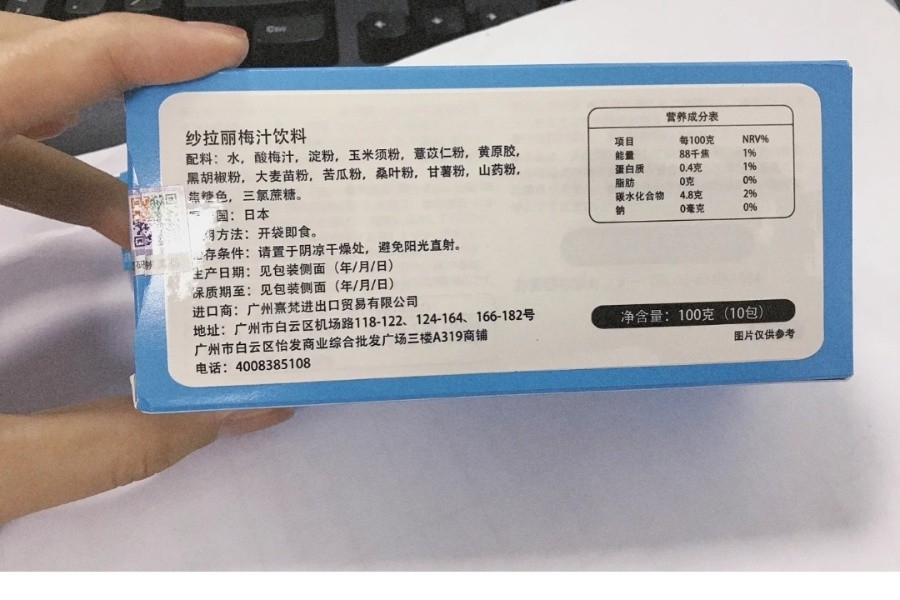 纱拉丽梅汁饮料
配料：水，酸梅汁，淀粉，玉米须粉，薏苡仁粉，黄原胶，
黑胡椒粉，大麦苗粉，苦瓜粉，桑叶粉，甘薯粉，山药粉，
焦糖色，三氯蔗糖。
国：日本
方法：开袋即食。
存条件：请置于阴凉干燥处，避免阳光直射。
生产日期：见包装侧面（年/月/日）
保质期至：见包装侧面（年/月/日）
进口商：广州熹梵进出口贸易有限公司
地址：广州市白云区机场路118-122、124-164、166-182号
广州市白云区怡发商业综合批发广场三楼A319商铺
电话：4008385108
营养成分表
项目 每100克 NRV%
能量 88千焦 1%
蛋白质 0.4克 1%
脂肪 0克 0%
碳水化合物 4.8克 2%
钠 0毫克 0%
净含量：100克（10包）
图片仅供参考